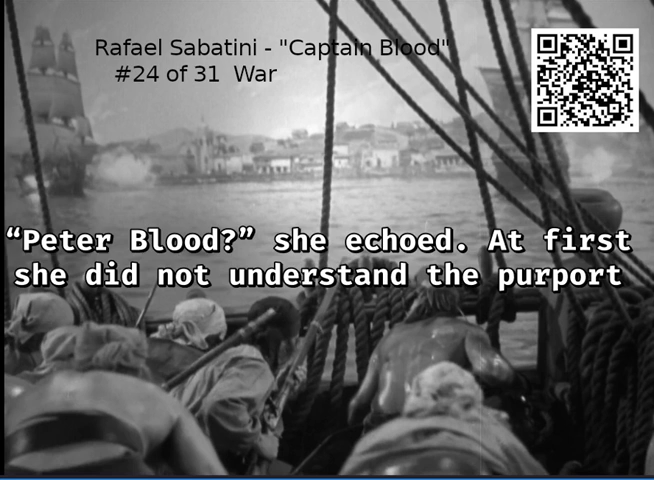 Rafael Sabatini - "Captain Blood"
#24 of 31  War
“Peter Blood?” she echoed. At first
she did not understand the purport